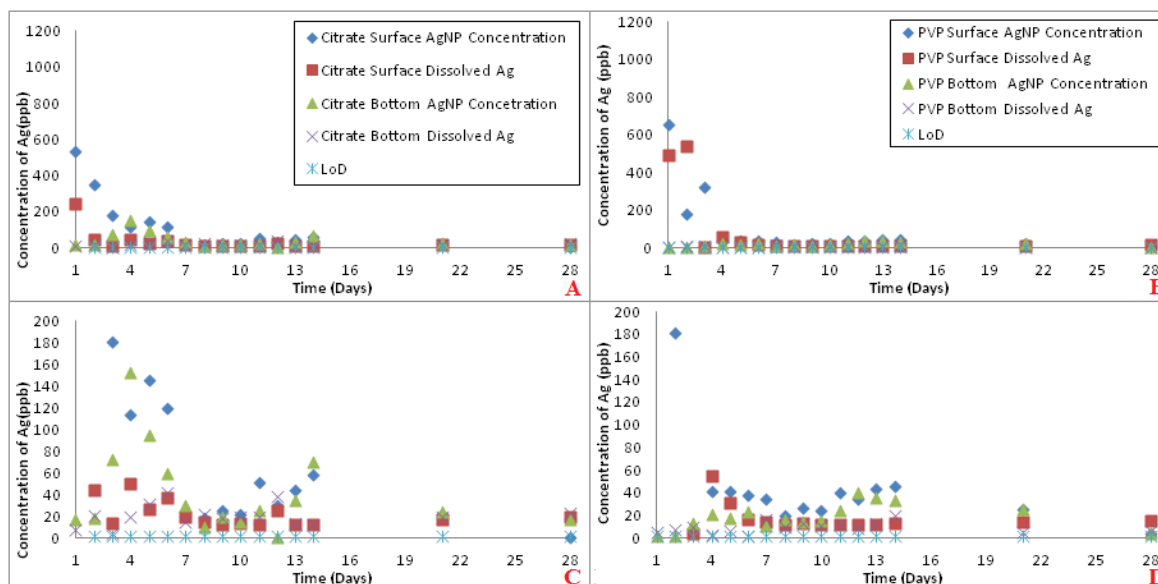 1200
1000
800
600
400
200
0
Concentration of Ag(ppb)
Citrate Surface AgNP Concentration
Citrate Surface Dissolved Ag
Citrate Bottom AgNP Concetration
Citrate Bottom Dissolved Ag
LoD
1 4 7 10 13 16 19 22 25 28
Time (Days)
A
1200
1000
800
600
400
200
0
Concentration of Ag (ppb)
PVP Surface AgNP Concentration
PVP Surface Dissolved Ag
PVP Bottom AgNP Concentration
PVP Bottom Dissolved Ag
LoD
1 4 7 10 13 16 19 22 25 28
Time (Days)
B
200
180
160
140
120
100
80
60
40
20
0
Concentration of Ag(ppb)
1 4 7 10 13 16 19 22 25 28
Time (Days)
C
200
180
160
140
120
100
80
60
40
20
0
Concentration of Ag (ppb)
1 4 7 10 13 16 19 22 25 28
Time (Days)
D